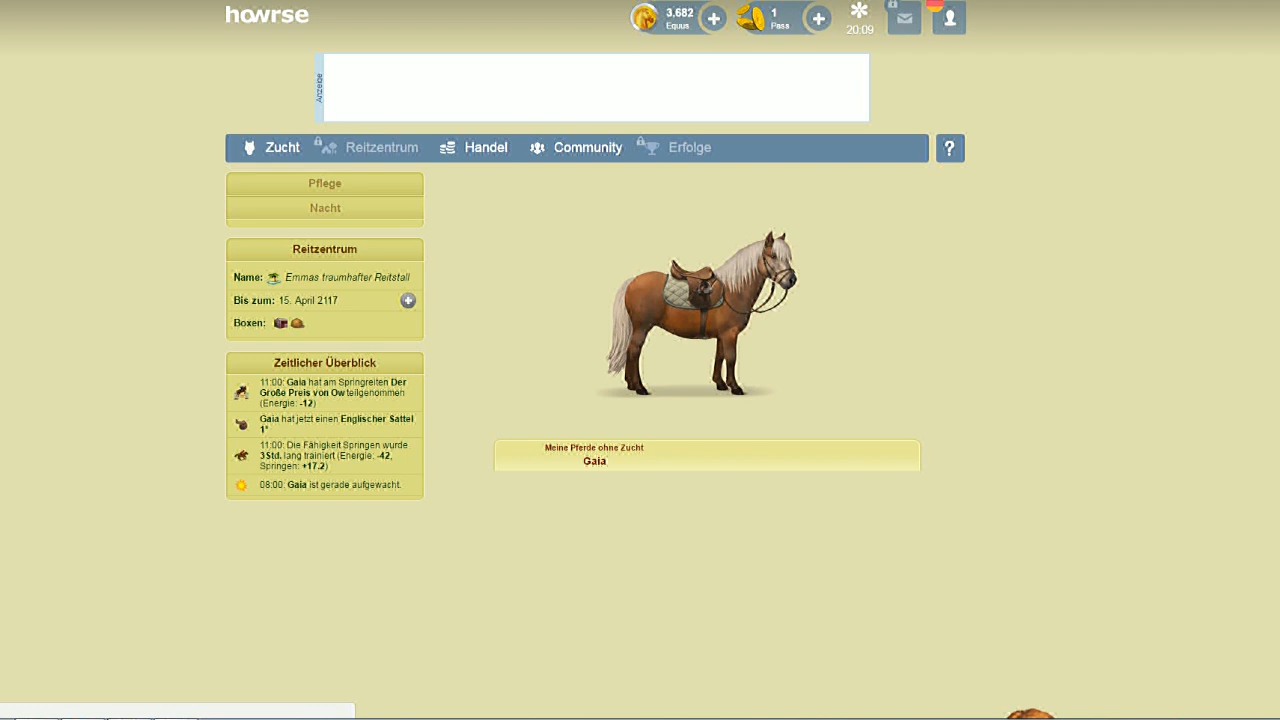 howrse
3,682
Equus
1
Pass
20:09
Anzeige
Zucht
Reitzentrum
Handel
Community
Erfolge
?
Pflege
Nacht
Reitzentrum
Name: Emmas traumhafter Reitstall
Bis zum: 15. April 2117
Boxen:
Zeitlicher Überblick
11:00: Gaia hat am Springreiten Der
Große Preis von Ow teilgenommen
(Energie: -12)
Gaia hat jetzt einen Englischer Sattel
1*
11:00: Die Fähigkeit Springen wurde
3 Std. lang trainiert (Energie: -42,
Springen: +17.2)
08:00: Gaia ist gerade aufgewacht.
Meine Pferde ohne Zucht
Gaia